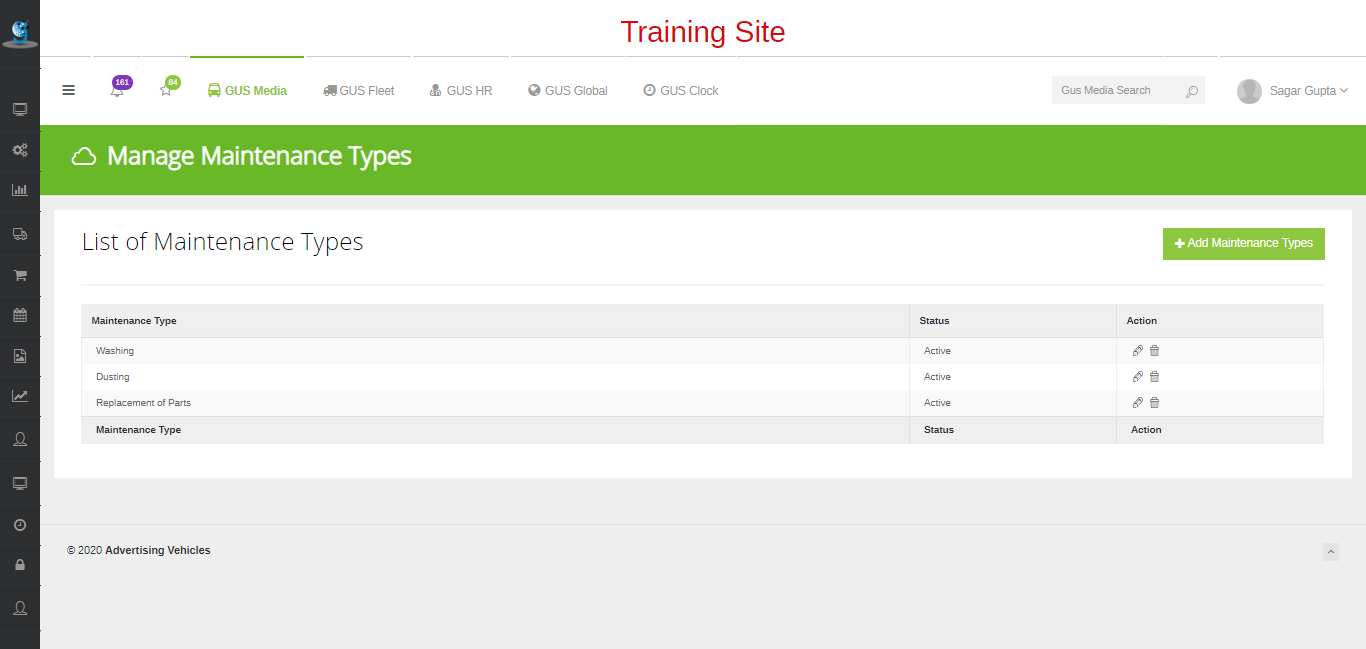 Training Site
161
84
GUS Media
GUS Fleet
GUS HR
GUS Global
GUS Clock
Gus Media Search
Sagar Gupta
Manage Maintenance Types
List of Maintenance Types
Add Maintenance Types
Maintenance Type Status Action
Washing Active
Dusting Active
Replacement of Parts Active
Maintenance Type Status Action
© 2020 Advertising Vehicles